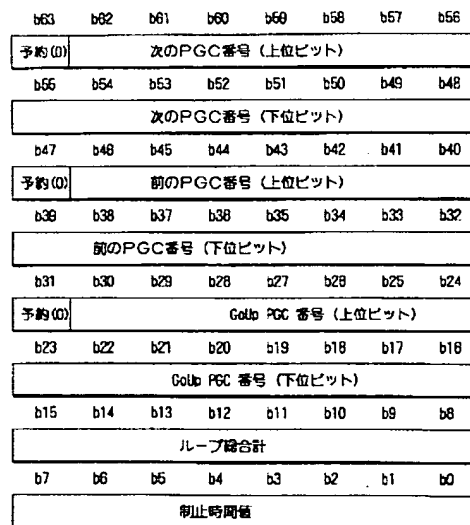 b63 b62 b61 b60 b59 b58 b57 b56
予約(0) 次のPGC番号(上位ビット)
b55 b54 b53 b52 b51 b50 b49 b48
次のPGC番号(下位ビット)
b47 b46 b45 b44 b43 b42 b41 b40
予約(0) 前のPGC番号(上位ビット)
b39 b38 b37 b36 b35 b34 b33 b32
前のPGC番号(下位ビット)
b31 b30 b29 b28 b27 b26 b25 b24
予約(0) GoUp PGC 番号(上位ビット)
b23 b22 b21 b20 b19 b18 b17 b16
GoUp PGC 番号(下位ビット)
b15 b14 b13 b12 b11 b10 b9 b8
ループ総合計
b7 b6 b5 b4 b3 b2 b1 b0
制止時間値